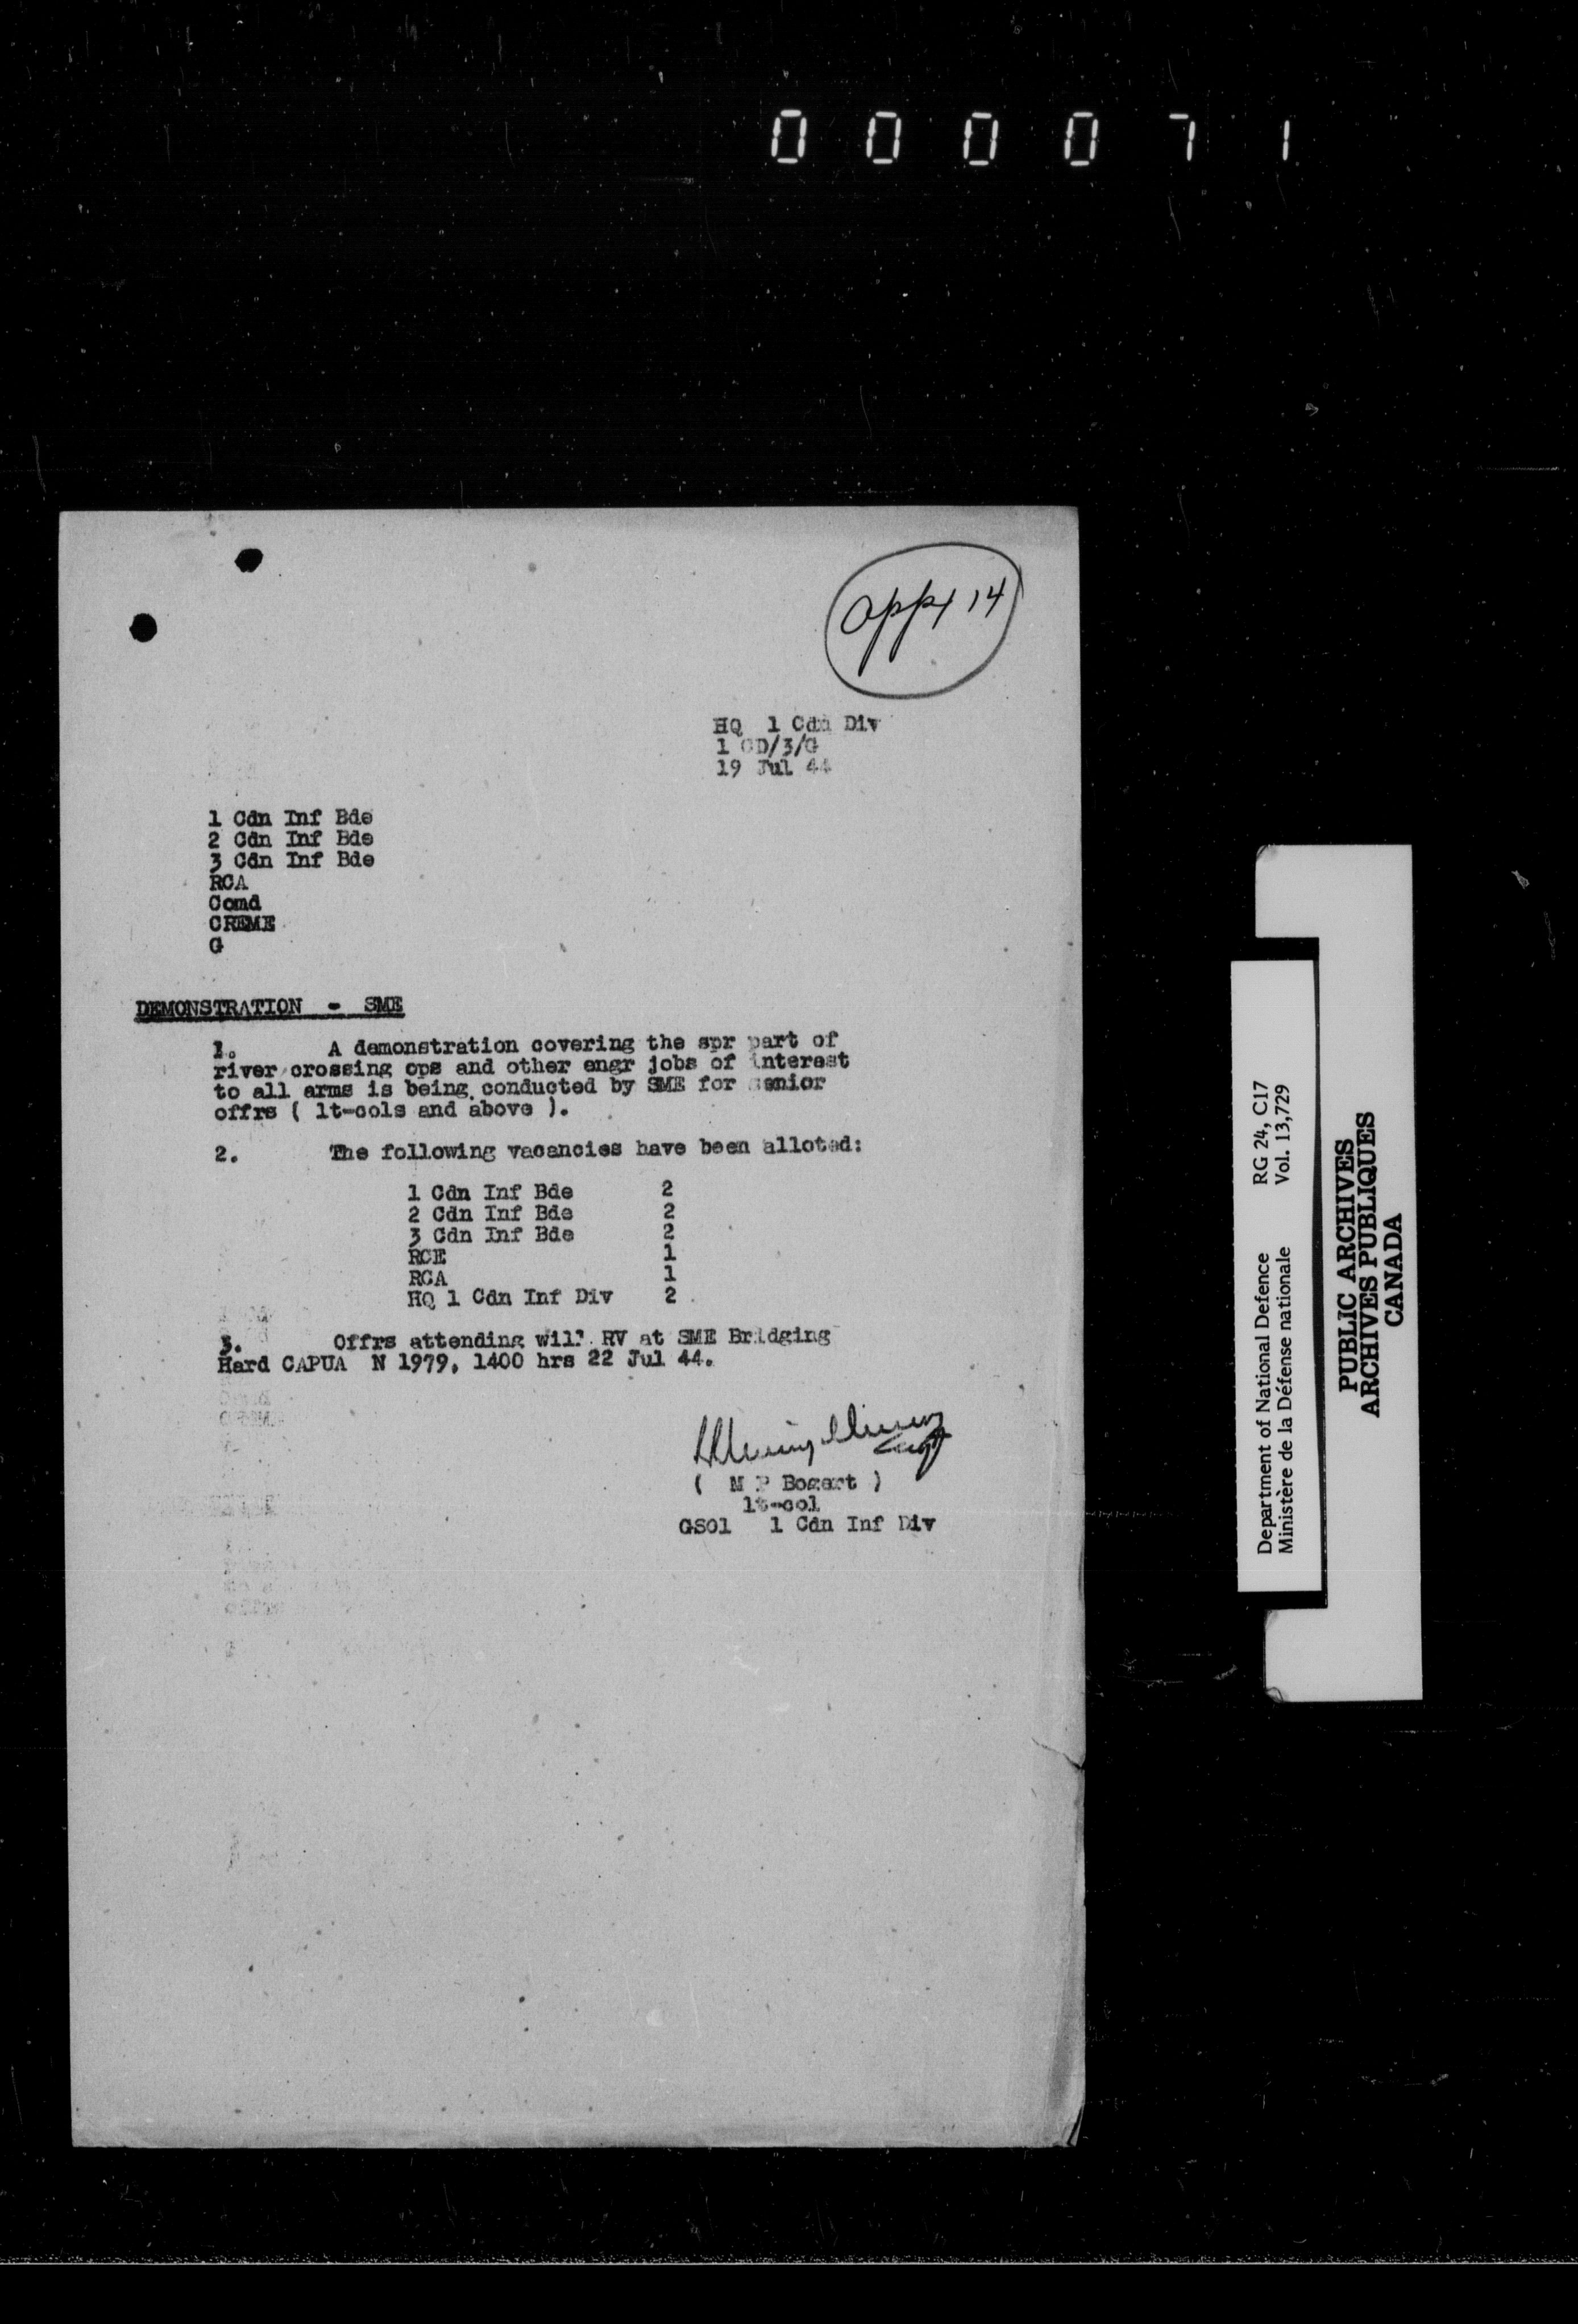 0 0 0 0 7 1
appx 14
HQ 1 Cdn Div
1 CD/3/G
19 Jul 44
1 Cdn Inf Bde
2 Cdn Inf Bde
3 Cdn Inf Bde
RCA
Comd
CREME
G
DEMONSTRATION - SME
1. A demonstration covering the spr part of
river crossing ops and other engr jobs of interest
to all arms is being conducted by SME for senior
offrs ( lt-cols and above ).
2. The following vacancies have been alloted:
1 Cdn Inf Bde 2
2 Cdn Inf Bde 2
3 Cdn Inf Bde 2
RCE 1
RCA 1
HQ 1 Cdn Inf Div 2
3. Offrs attending will RV at SME Bridging
Hard CAPUA N 1979, 1400 hrs 22 Jul 44.
( M P Bogert )
lt-col
GSO1 1 Cdn Inf Div
Department of National Defence RG 24, C17
Ministère de la Défense nationale Vol. 13,729
PUBLIC ARCHIVES
ARCHIVES PUBLIQUES
CANADA